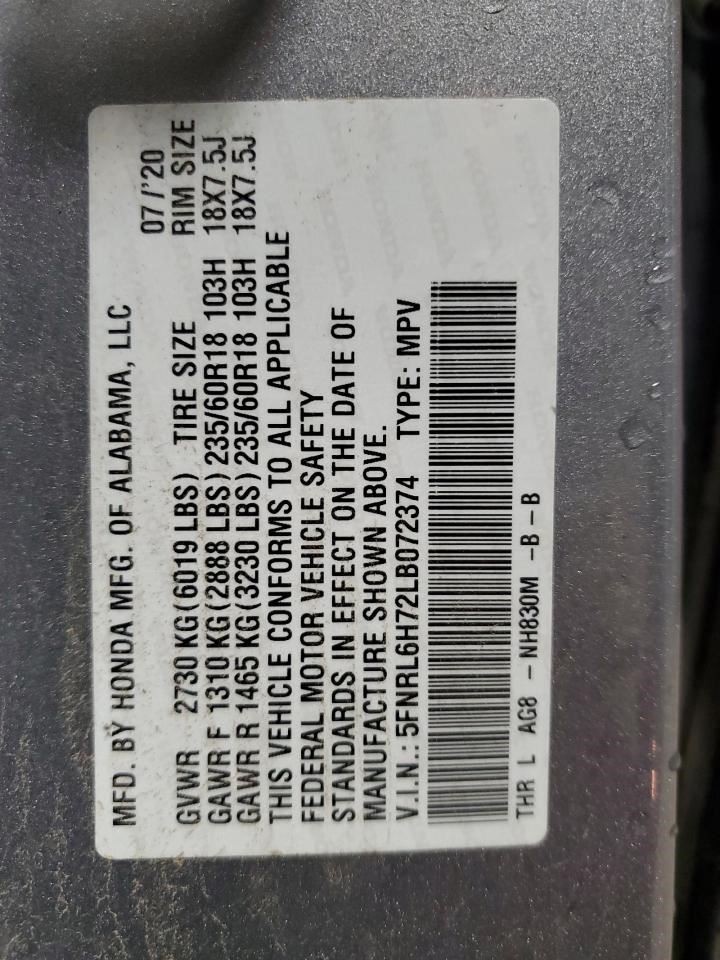 MFD. BY HONDA MFG. OF ALABAMA, LLC
07/'20
GVWR 2730 KG(6019 LBS) TIRE SIZE RIM SIZE
GAWR F 1310 KG(2888 LBS) 235/60R18 103H 18X7.5J
GAWR R 1465 KG(3230 LBS) 235/60R18 103H 18X7.5J
THIS VEHICLE CONFORMS TO ALL APPLICABLE
FEDERAL MOTOR VEHICLE SAFETY
STANDARDS IN EFFECT ON THE DATE OF
MANUFACTURE SHOWN ABOVE.
V.I.N.: 5FNRL6H72LB072374 TYPE: MPV
THR L AG8 - NH830M -B-B